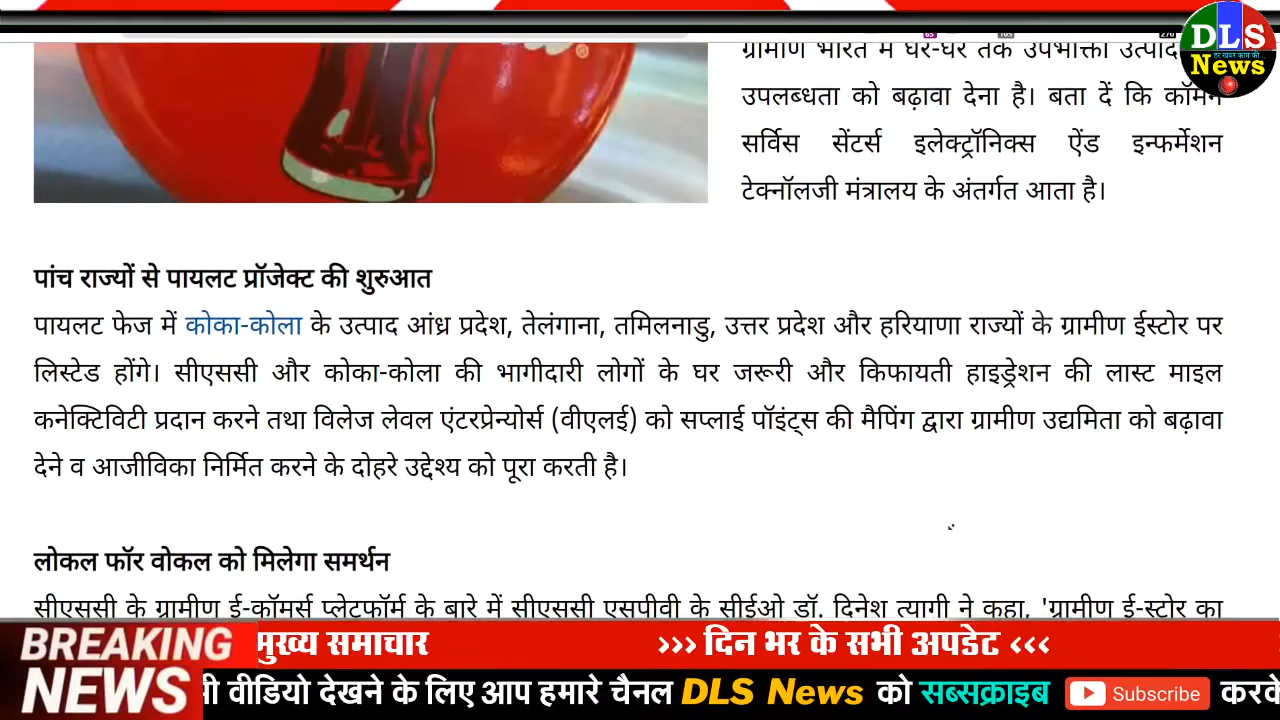 DLS
News
ग्रामीण भारत में घर-घर तक उपभोक्ता
उपलब्धता को बढ़ावा देना है। बता दें कि कॉमन
सर्विस सेंटर्स इलेक्ट्रॉनिक्स ऐंड इन्फर्मेशन
टेक्नॉलजी मंत्रालय के अंतर्गत आता है।
पांच राज्यों से पायलट प्रॉजेक्ट की शुरुआत
पायलट फेज में कोका-कोला के उत्पाद आंध्र प्रदेश, तेलंगाना, तमिलनाडु, उत्तर प्रदेश और हरियाणा राज्यों के ग्रामीण ईस्टोर पर
लिस्टेड होंगे। सीएससी और कोका-कोला की भागीदारी लोगों के घर जरूरी और किफायती हाइड्रेशन की लास्ट माइल
कनेक्टिविटी प्रदान करने तथा विलेज लेवल एंटरप्रेन्योर्स (वीएलई) को सप्लाई पॉइंट्स की मैपिंग द्वारा ग्रामीण उद्यमिता को बढ़ावा
देने व आजीविका निर्मित करने के दोहरे उद्देश्य को पूरा करती है।
लोकल फॉर वोकल को मिलेगा समर्थन
सीएससी के ग्रामीण ई-कॉमर्स प्लेटफॉर्म के बारे में सीएससी एसपीवी के सीईओ डॉ. दिनेश त्यागी ने कहा, 'ग्रामीण ई-स्टोर का
BREAKING
NEWS
मुख्य समाचार >>> दिन भर के सभी अपडेट <<<
वीडियो देखने के लिए आप हमारे चैनल DLS News को सब्सक्राइब Subscribe करके